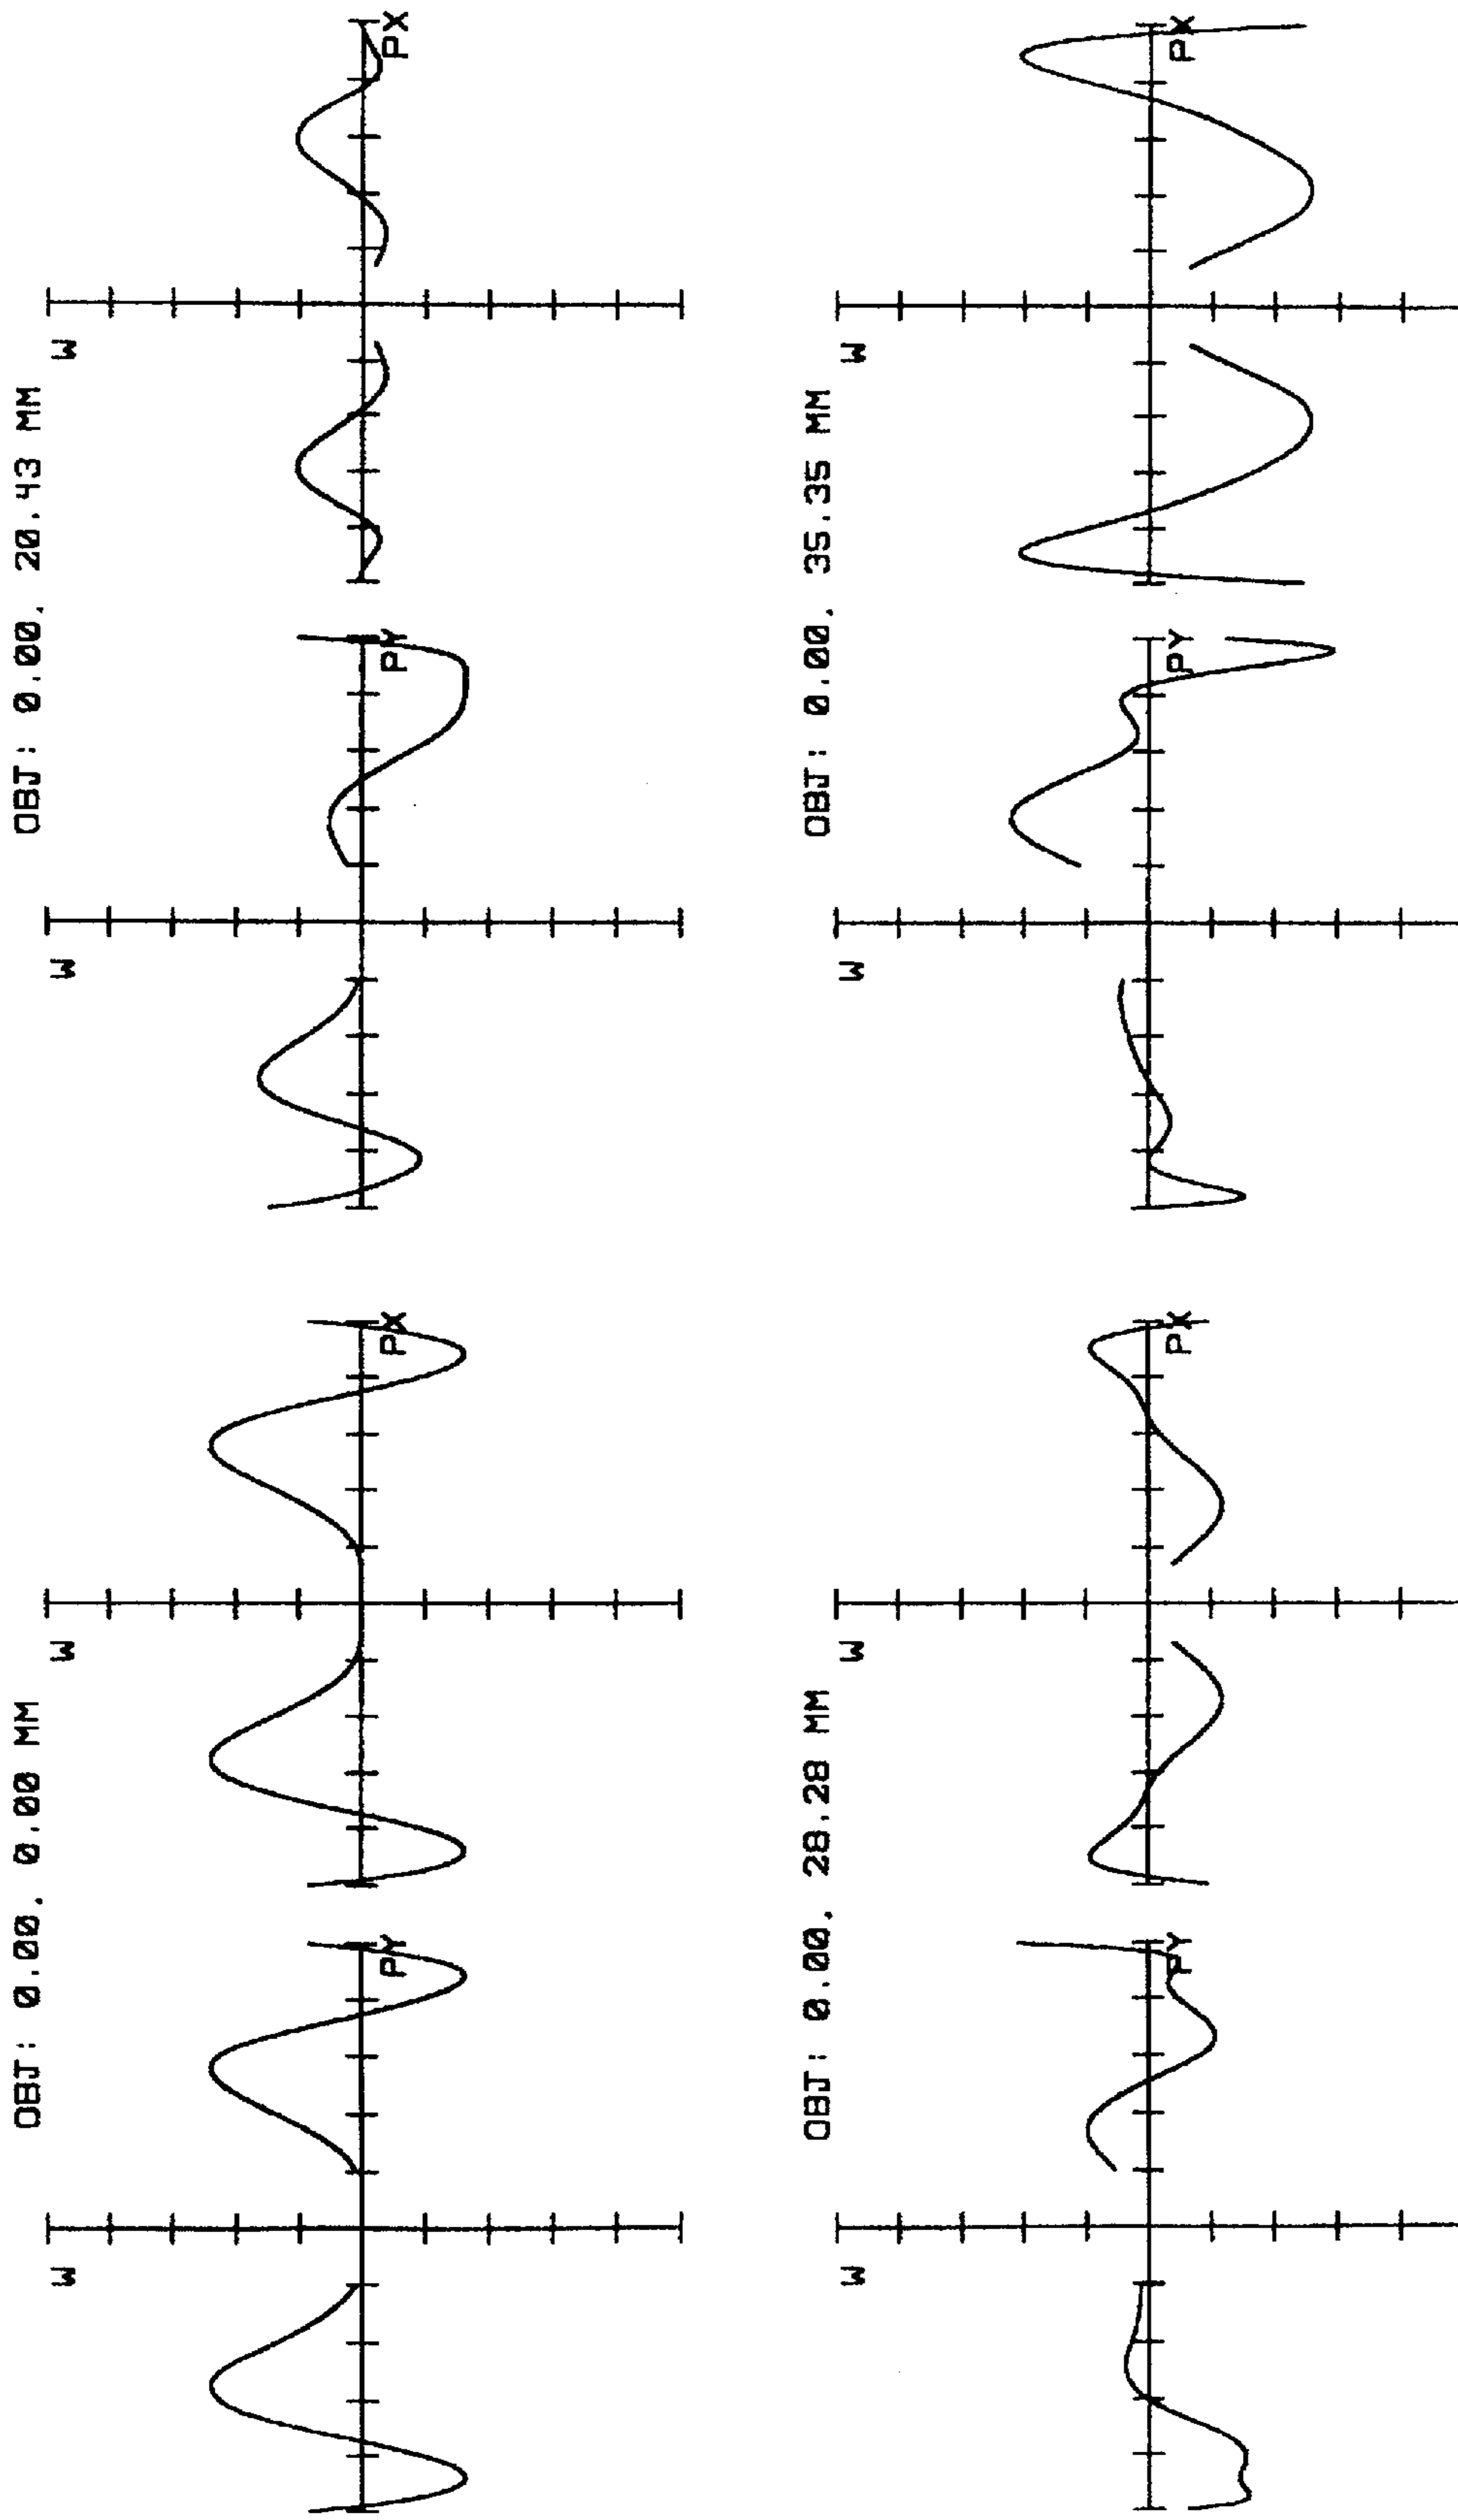 OBJ: 0.00, 0.00 MM
W
PY
W
PX
OBJ: 0.00, 20.43 MM
W
PY
W
PX
OBJ: 0.00, 28.28 MM
W
PY
W
PX
OBJ: 0.00, 35.35 MM
W
PY
W
PX